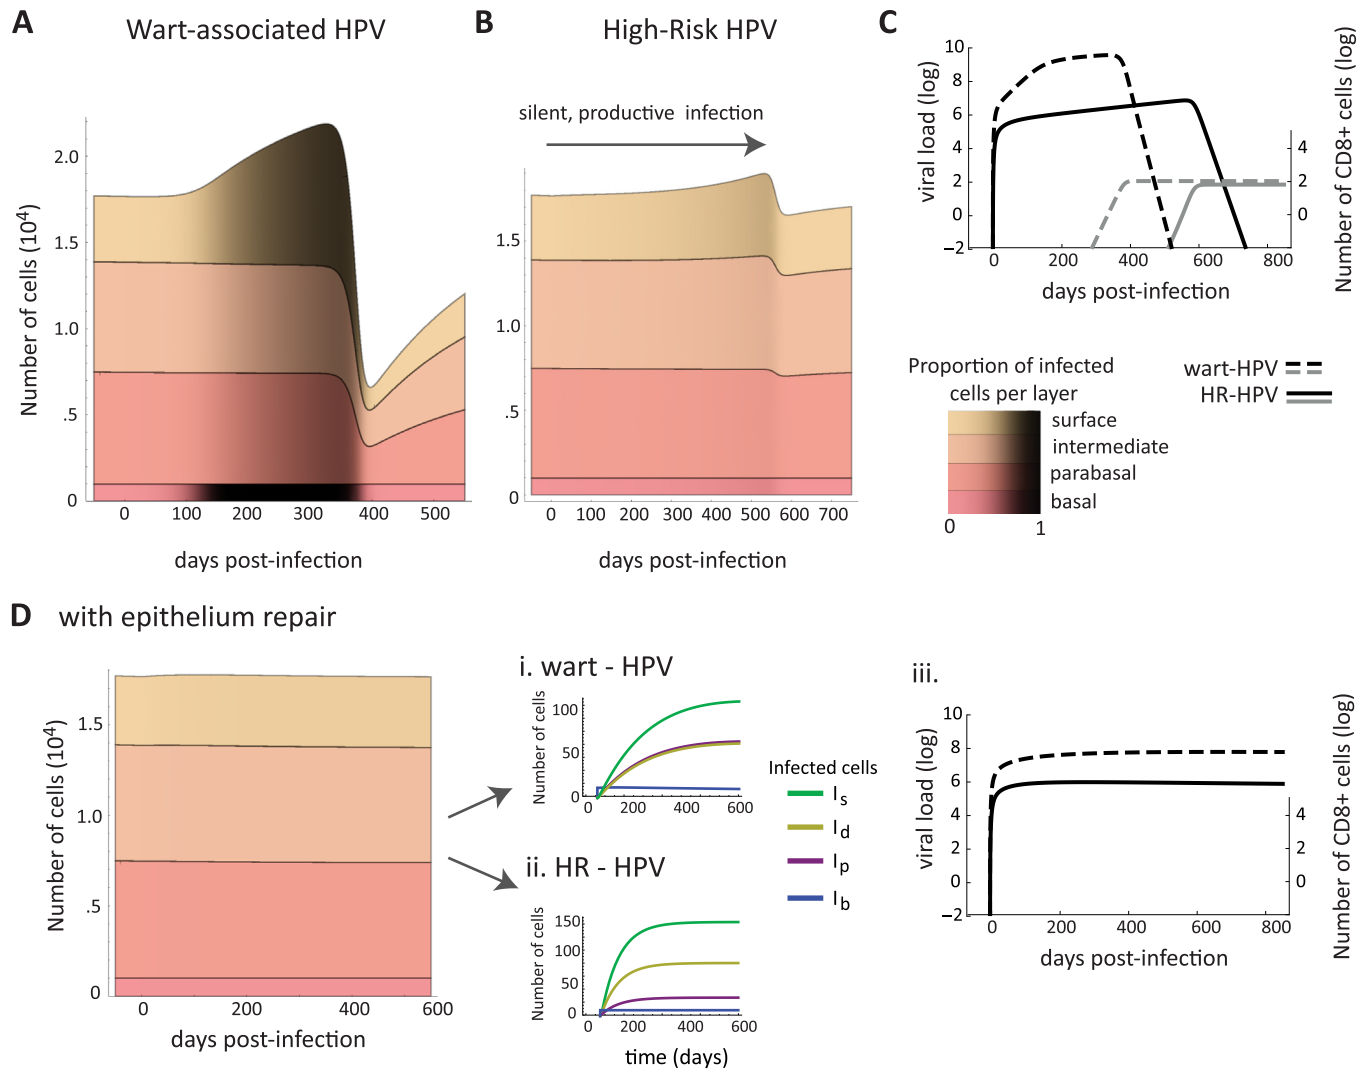 A
Wart-associated HPV
Number of cells (10⁴)
2.0
1.5
1.0
.5
0
0 100 200 300 400 500
days post-infection
B
High-Risk HPV
silent, productive infection
1.5
1.0
.5
0
0 100 200 300 400 500 600 700
days post-infection
C
viral load (log)
10
8
6
4
2
0
−2
4
2
0
Number of CD8+ cells (log)
0 200 400 600 800
days post-infection
Proportion of infected
cells per layer
surface
intermediate
parabasal
basal
0 1
wart-HPV
HR-HPV
D with epithelium repair
Number of cells (10⁴)
1.5
1.0
.5
0
0 200 400 600
days post-infection
i. wart - HPV
Number of cells
100
50
0
0 200 400 600
ii. HR - HPV
Number of cells
150
100
50
0
0 200 400 600
time (days)
Infected cells
I s
I d
I p
I b
iii.
viral load (log)
10
8
6
4
2
0
−2
4
2
0
Number of CD8+ cells (log)
0 200 400 600 800
days post-infection